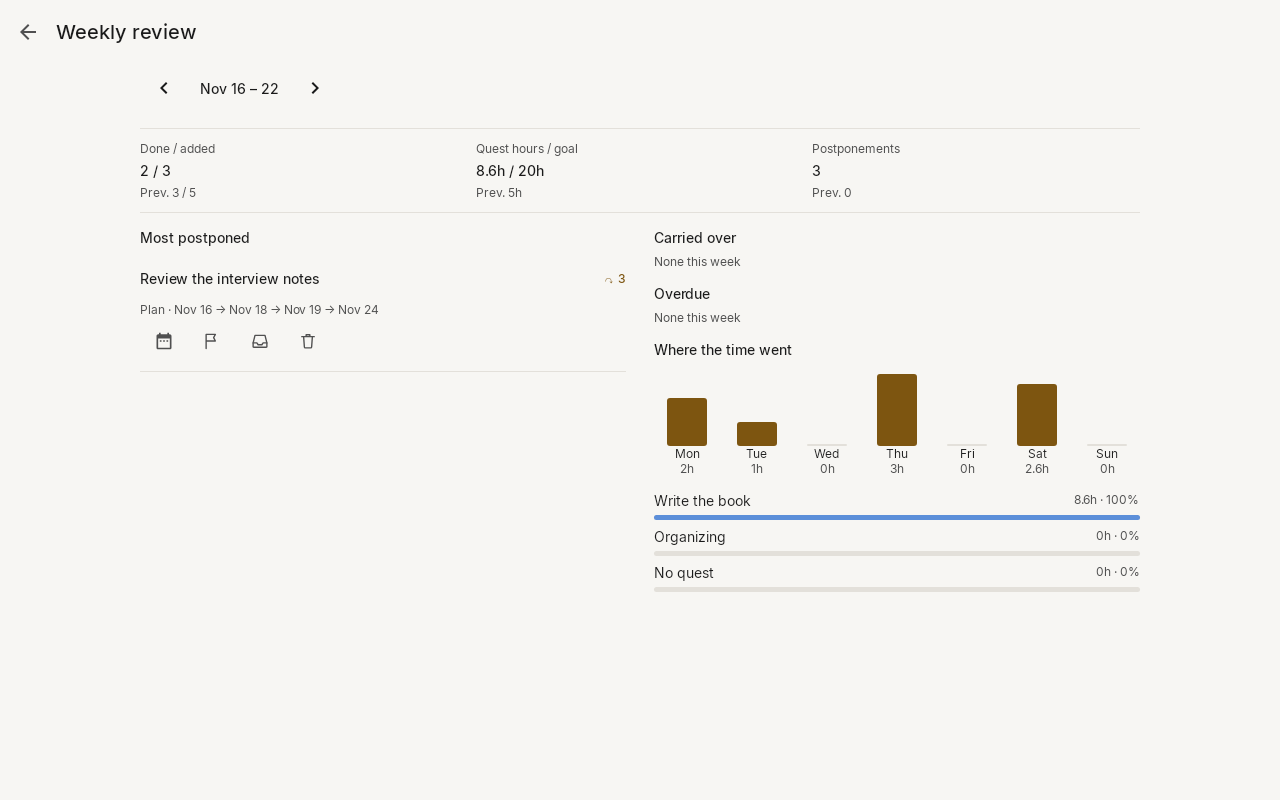 Weekly review
Nov 16 – 22
Done / added
2 / 3
Prev. 3 / 5
Quest hours / goal
8.6h / 20h
Prev. 5h
Postponements
3
Prev. 0
Most postponed
Review the interview notes
3
Plan · Nov 16 → Nov 18 → Nov 19 → Nov 24
Carried over
None this week
Overdue
None this week
Where the time went
Mon Tue Wed Thu Fri Sat Sun
2h 1h 0h 3h 0h 2.6h 0h
Write the book 8.6h · 100%
Organizing 0h · 0%
No quest 0h · 0%